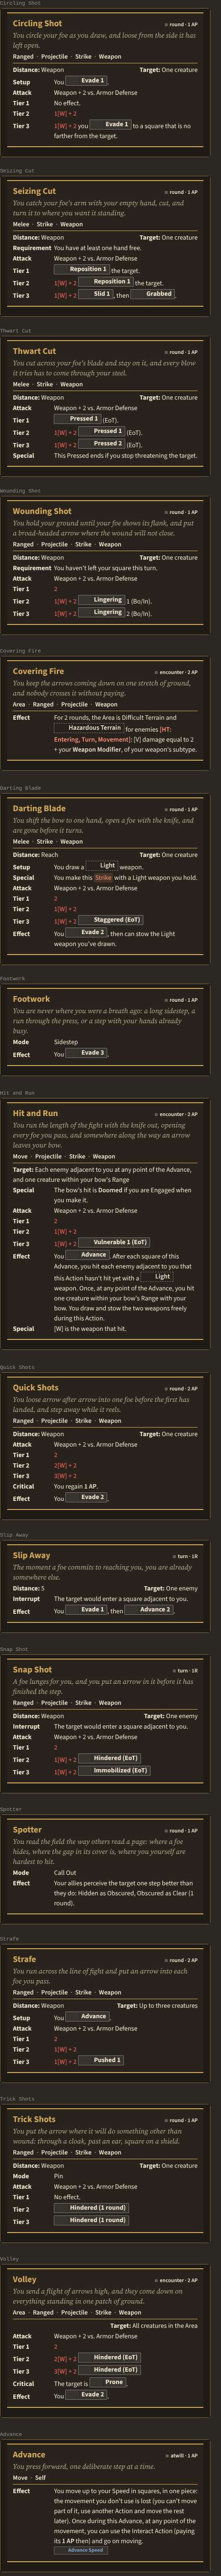 Circling Shot
Circling Shot
round · 1 AP
You circle your foe as you draw, and loose from the side it has
left open.
Ranged · Projectile · Strike · Weapon
Distance: Weapon Target: One creature
Setup You Evade 1.
Attack Weapon + 2 vs. Armor Defense
Tier 1 No effect.
Tier 2 1[W] + 2
Tier 3 1[W] + 2 you Evade 1 to a square that is no
farther from the target.
Seizing Cut
Seizing Cut
round · 1 AP
You catch your foe's arm with your empty hand, cut, and
turn it to where you want it standing.
Melee · Strike · Weapon
Distance: Weapon Target: One creature
Requirement You have at least one hand free.
Attack Weapon + 2 vs. Armor Defense
Tier 1 Reposition 1 the target.
Tier 2 1[W] + 2 Reposition 1 the target.
Tier 3 1[W] + 2 Slid 1, then Grabbed.
Thwart Cut
Thwart Cut
round · 1 AP
You cut across your foe's blade and stay on it, and every blow
it tries has to come through your steel.
Melee · Strike · Weapon
Distance: Weapon Target: One creature
Attack Weapon + 2 vs. Armor Defense
Tier 1 Pressed 1 (EoT).
Tier 2 1[W] + 2 Pressed 1 (EoT).
Tier 3 1[W] + 2 Pressed 2 (EoT).
Special This Pressed ends if you stop threatening the target.
Wounding Shot
Wounding Shot
round · 1 AP
You hold your ground until your foe shows its flank, and put
a broad-headed arrow where the wound will not close.
Ranged · Projectile · Strike · Weapon
Distance: Weapon Target: One creature
Requirement You haven't left your square this turn.
Attack Weapon + 2 vs. Armor Defense
Tier 1 2
Tier 2 1[W] + 2 Lingering 1 (Bo/In).
Tier 3 1[W] + 2 Lingering 2 (Bo/In).
Covering Fire
Covering Fire
encounter · 2 AP
You keep the arrows coming down on one stretch of ground,
and nobody crosses it without paying.
Area · Ranged · Projectile · Weapon
Effect For 2 rounds, the Area is Difficult Terrain and
Hazardous Terrain for enemies [HT:
Entering, Turn, Movement]: [V] damage equal to 2
+ your Weapon Modifier, of your weapon's subtype.
Darting Blade
Darting Blade
round · 1 AP
You shift the bow to one hand, open a foe with the knife, and
are gone before it turns.
Melee · Strike · Weapon
Distance: Reach Target: One creature
Setup You draw a Light weapon.
Special You make this Strike with a Light weapon you hold.
Attack Weapon + 2 vs. Armor Defense
Tier 1 2
Tier 2 1[W] + 2
Tier 3 1[W] + 2 Staggered (EoT)
Effect You Evade 2, then can stow the Light
weapon you've drawn.
Footwork
Footwork
round · 1 AP
You are never where you were a breath ago: a long sidestep, a
run through the press, or a step with your hands already
busy.
Mode Sidestep
Effect You Evade 3.
Hit and Run
Hit and Run
encounter · 2 AP
You run the length of the fight with the knife out, opening
every foe you pass, and somewhere along the way an arrow
leaves your bow.
Move · Projectile · Strike · Weapon
Target: Each enemy adjacent to you at any point of the Advance,
and one creature within your bow's Range
Special The bow's hit is Doomed if you are Engaged when
you make it.
Attack Weapon + 2 vs. Armor Defense
Tier 1 2
Tier 2 1[W] + 2
Tier 3 1[W] + 2 Vulnerable 1 (EoT)
Effect You Advance. After each square of this
Advance, you hit each enemy adjacent to you that
this Action hasn't hit yet with a Light
weapon. Once, at any point of the Advance, you hit
one creature within your bow's Range with your
bow. You draw and stow the two weapons freely
during this Action.
Special [W] is the weapon that hit.
Quick Shots
Quick Shots
round · 2 AP
You loose arrow after arrow into one foe before the first has
landed, and step away while it reels.
Ranged · Projectile · Strike · Weapon
Distance: Weapon Target: One creature
Attack Weapon + 2 vs. Armor Defense
Tier 1 2
Tier 2 2[W] + 2
Tier 3 3[W] + 2
Critical You regain 1 AP.
Effect You Evade 2.
Slip Away
Slip Away
turn · 1R
The moment a foe commits to reaching you, you are already
somewhere else.
Distance: 5 Target: One enemy
Interrupt The target would enter a square adjacent to you.
Effect You Evade 1, then Advance 2.
Snap Shot
Snap Shot
turn · 1R
A foe lunges for you, and you put an arrow in it before it has
finished the step.
Ranged · Projectile · Strike · Weapon
Distance: Weapon Target: One enemy
Interrupt The target would enter a square adjacent to you.
Attack Weapon + 2 vs. Armor Defense
Tier 1 2
Tier 2 1[W] + 2 Hindered (EoT)
Tier 3 1[W] + 2 Immobilized (EoT)
Spotter
Spotter
round · 1 AP
You read the field the way others read a page: where a foe
hides, where the gap in its cover is, where you yourself are
hardest to hit.
Mode Call Out
Effect Your allies perceive the target one step better than
they do: Hidden as Obscured, Obscured as Clear (1
round).
Strafe
Strafe
round · 2 AP
You run across the line of fight and put an arrow into each
foe you pass.
Ranged · Projectile · Strike · Weapon
Distance: Weapon Target: Up to three creatures
Setup You Advance.
Attack Weapon + 2 vs. Armor Defense
Tier 1 2
Tier 2 1[W] + 2
Tier 3 1[W] + 2 Pushed 1
Trick Shots
Trick Shots
round · 1 AP
You put the arrow where it will do something other than
wound: through a cloak, past an ear, square on a shield.
Ranged · Projectile · Strike · Weapon
Distance: Weapon Target: One creature
Mode Pin
Attack Weapon + 2 vs. Armor Defense
Tier 1 No effect.
Tier 2 Hindered (1 round)
Tier 3 Hindered (1 round)
Volley
Volley
encounter · 2 AP
You send a flight of arrows high, and they come down on
everything standing in one patch of ground.
Area · Ranged · Projectile · Strike · Weapon
Target: All creatures in the Area
Attack Weapon + 2 vs. Armor Defense
Tier 1 2
Tier 2 2[W] + 2 Hindered (EoT)
Tier 3 3[W] + 2 Hindered (EoT)
Critical The target is Prone.
Effect You Evade 2.
Advance
Advance
atwill · 1 AP
You press forward, one deliberate step at a time.
Move · Self
Effect You move up to your Speed in squares, in one piece:
the movement you don't use is lost (you can't move
part of it, use another Action and move the rest
later). Once during this Advance, at any point of the
movement, you can use the Interact Action (paying
its 1 AP then) and go on moving.
Advance Speed